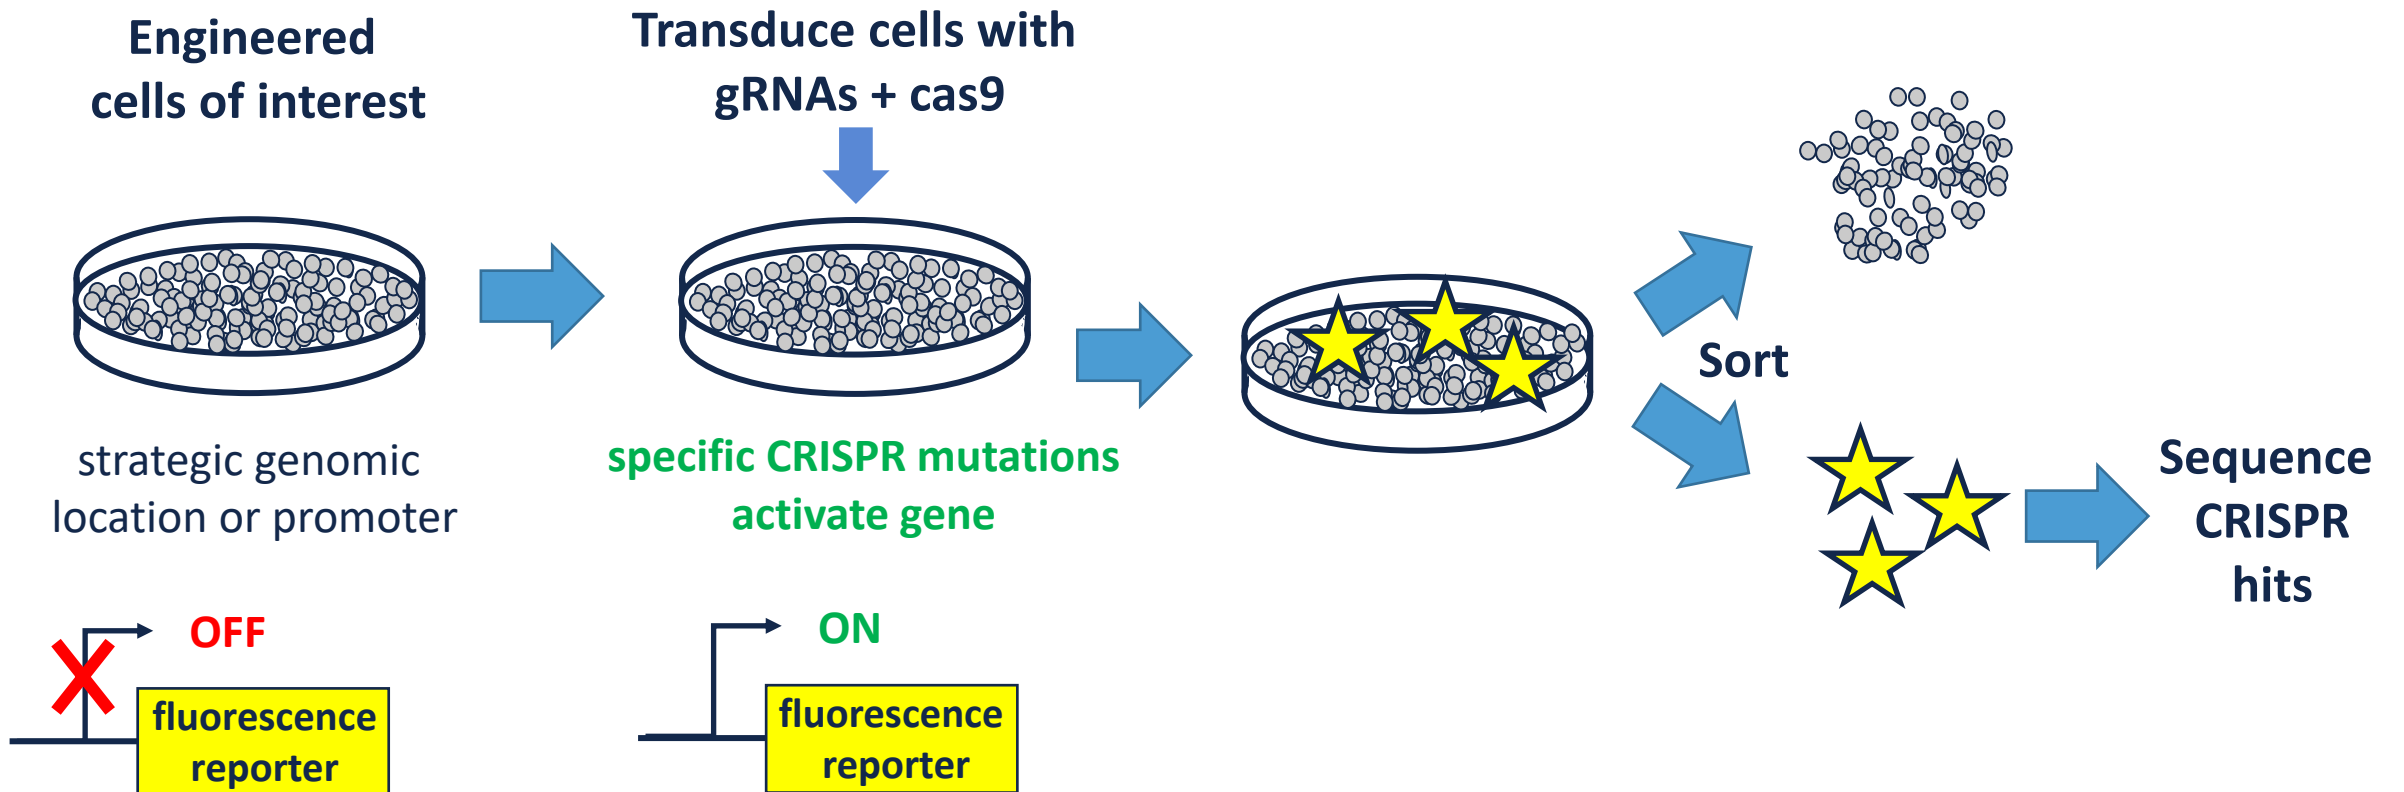 Engineered
cells of interest
Transduce cells with
gRNAs + cas9
strategic genomic
location or promoter
specific CRISPR mutations
activate gene
Sort
Sequence
CRISPR
hits
OFF
fluorescence
reporter
ON
fluorescence
reporter